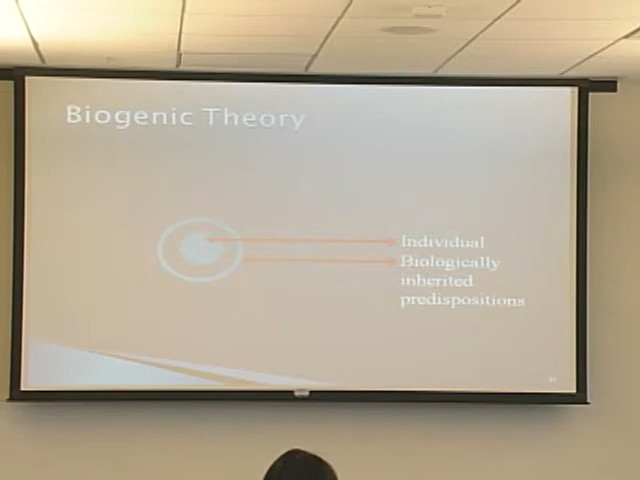 Biogenic Theory
Individual
Biologically
inherited
predispositions